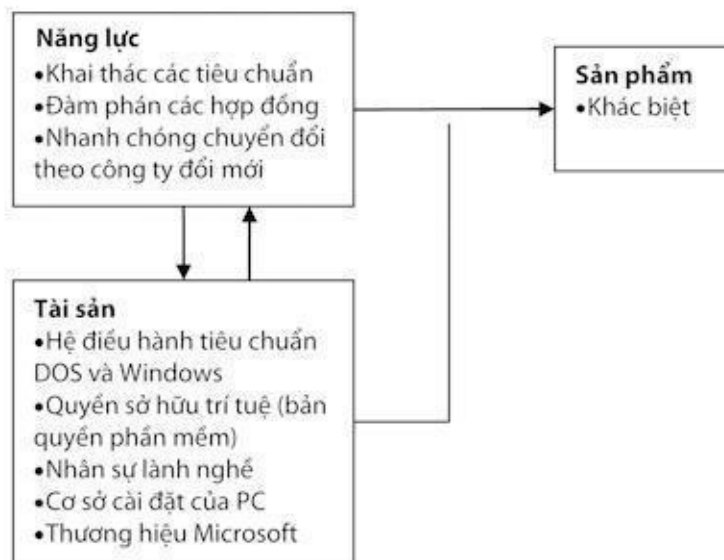 Năng lực
•Khai thác các tiêu chuẩn
•Đàm phán các hợp đồng
•Nhanh chóng chuyển đổi
theo công ty đổi mới
Sản phẩm
•Khác biệt
Tài sản
•Hệ điều hành tiêu chuẩn
DOS và Windows
•Quyền sở hữu trí tuệ (bản
quyền phần mềm)
•Nhân sự lành nghề
•Cơ sở cài đặt của PC
•Thương hiệu Microsoft